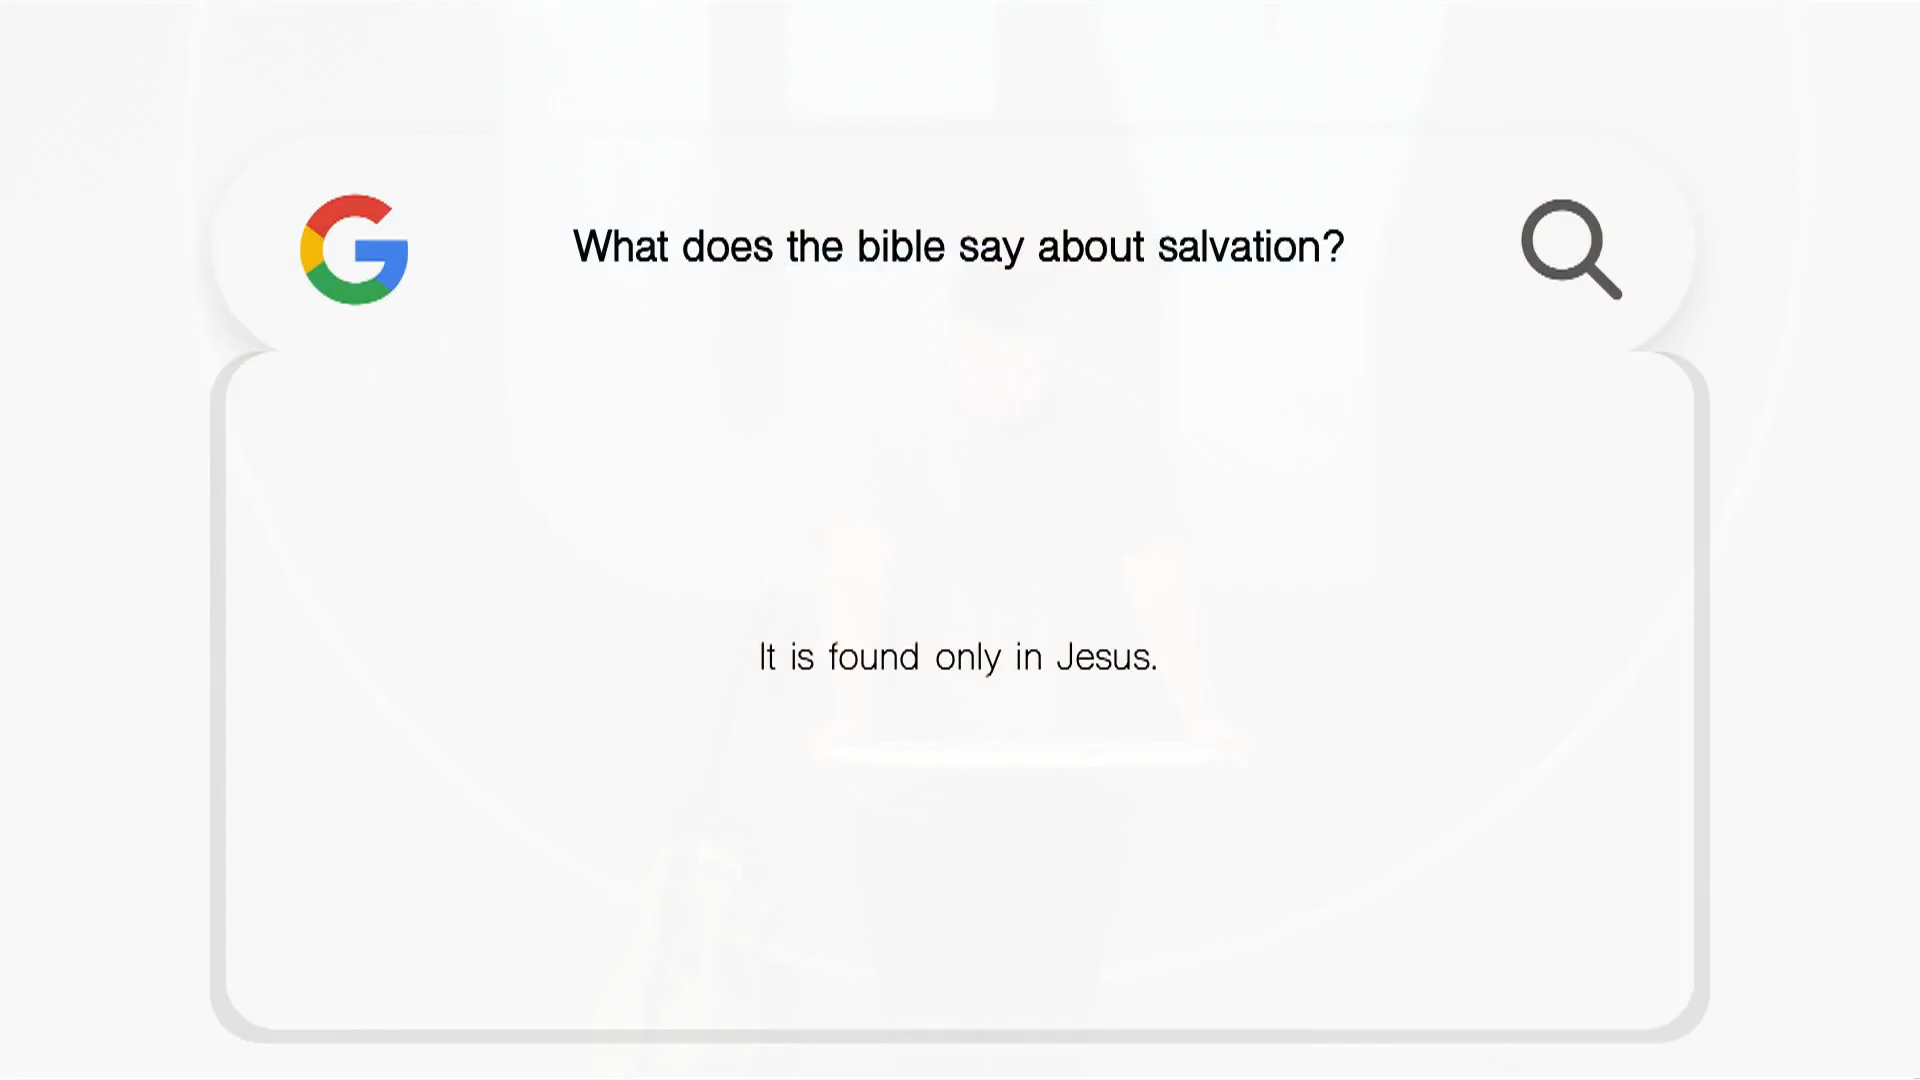 What does the bible say about salvation?
It is found only in Jesus.